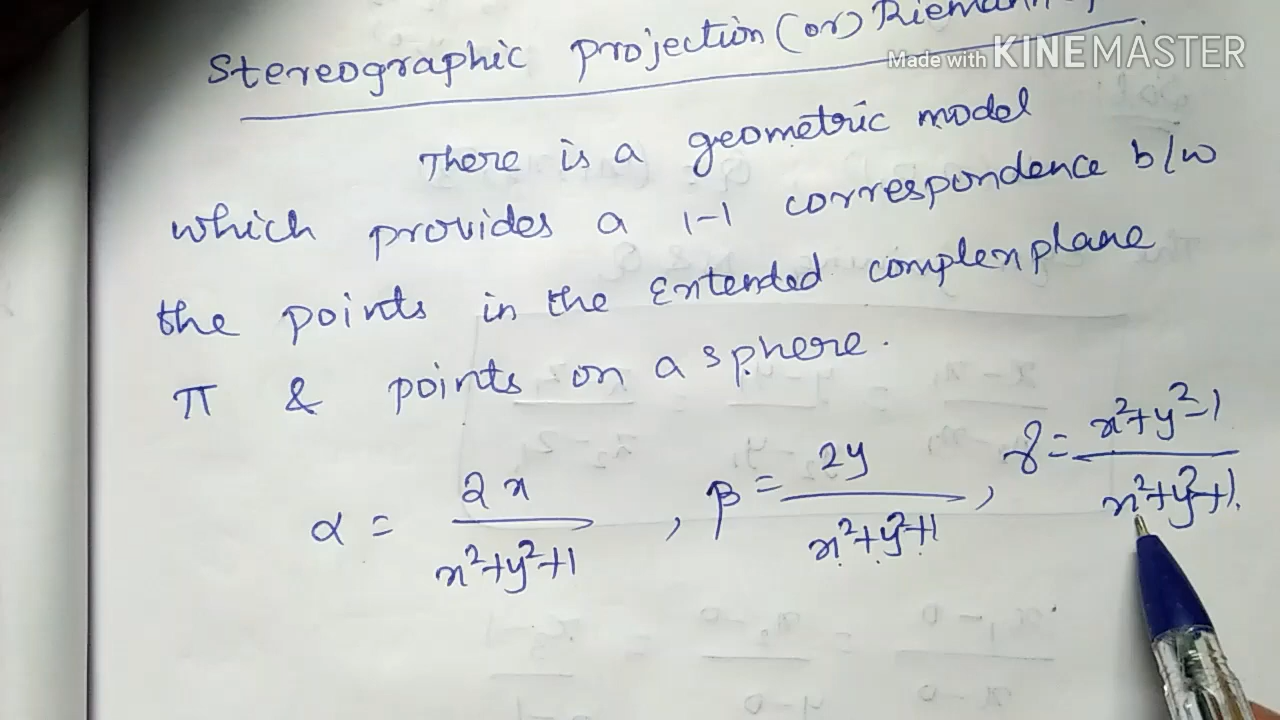 Stereographic projection (or) Riemann
Made with KINEMASTER
There is a geometric model
which provides a 1-1 correspondence b/w
the points in the Extended complex plane
π & points on a sphere.
α = 2x / x²+y²+1 , β = 2y / x²+y²+1 , γ = x²+y²-1 / x²+y²+1.